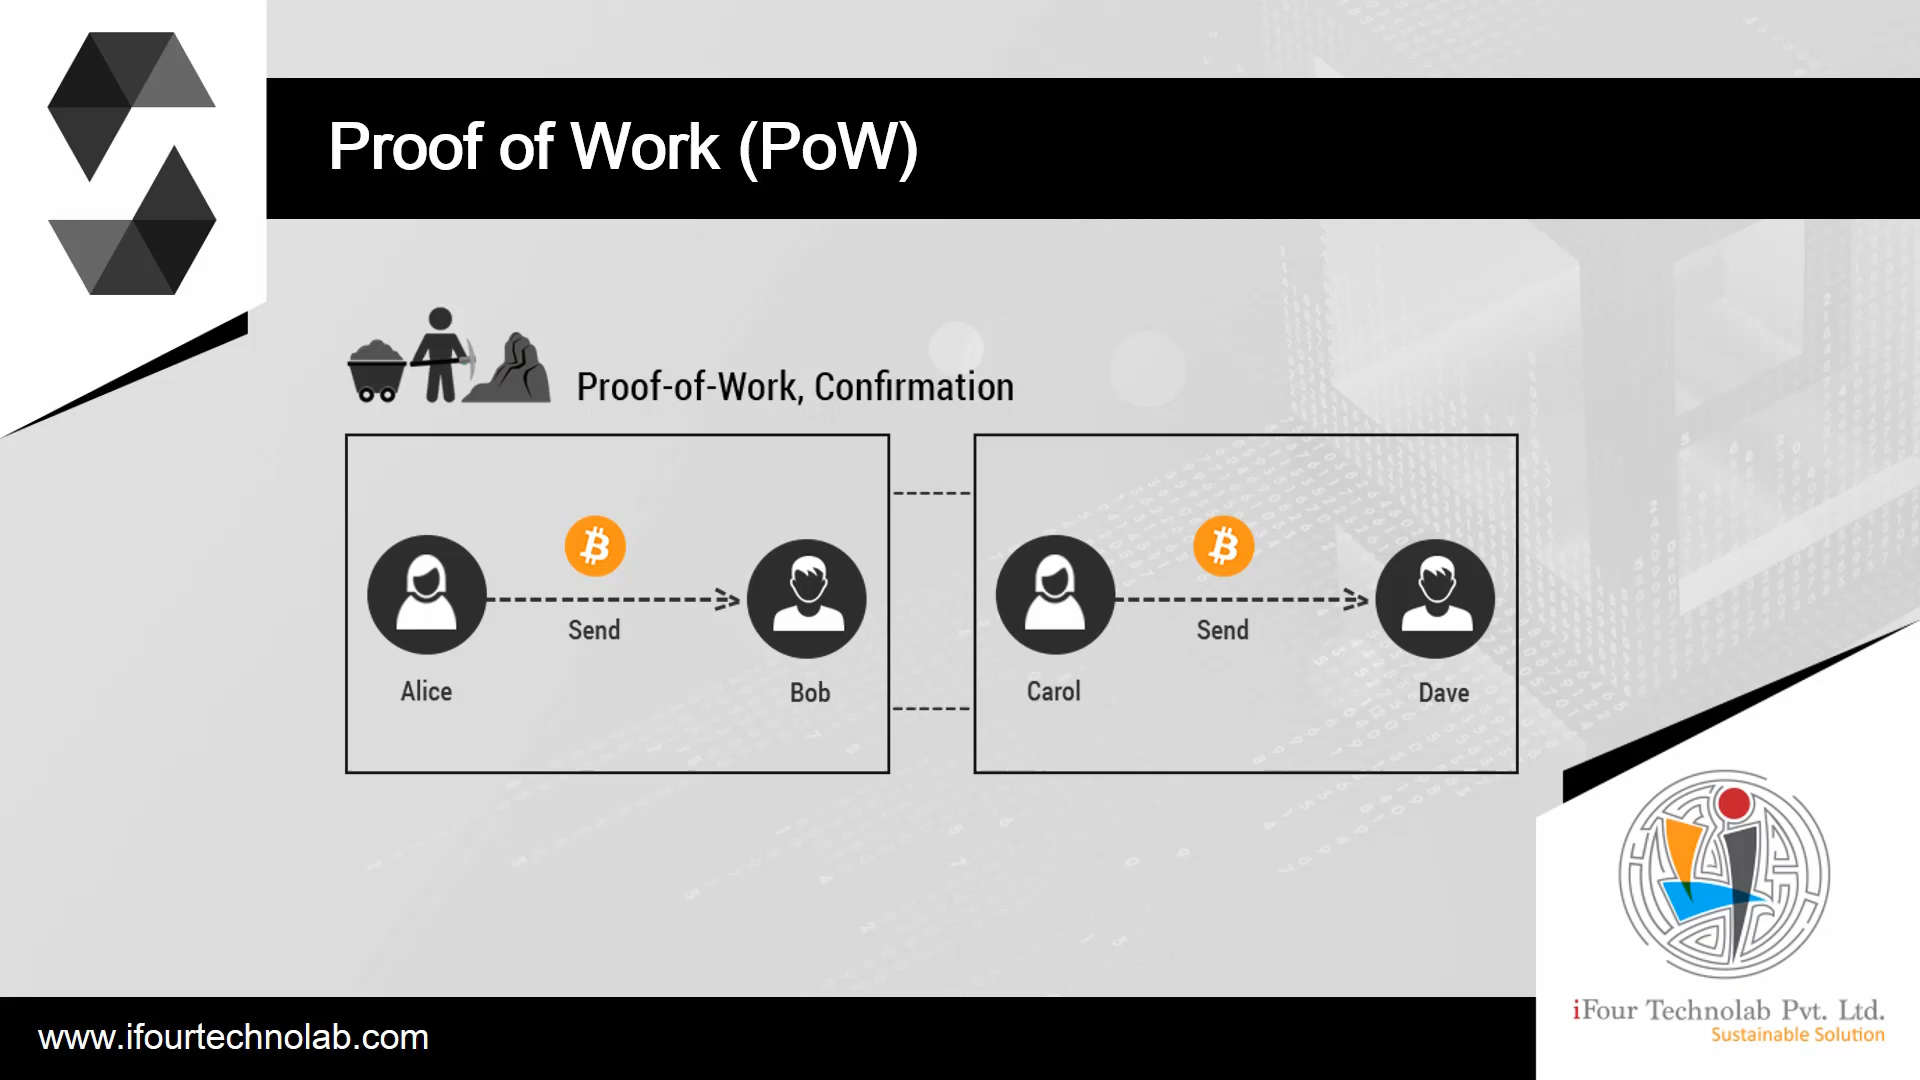 Proof of Work (PoW)
Proof-of-Work, Confirmation
Send
Alice
Bob
Send
Carol
Dave
iFour Technolab Pvt. Ltd.
Sustainable Solution
www.ifourtechnolab.com